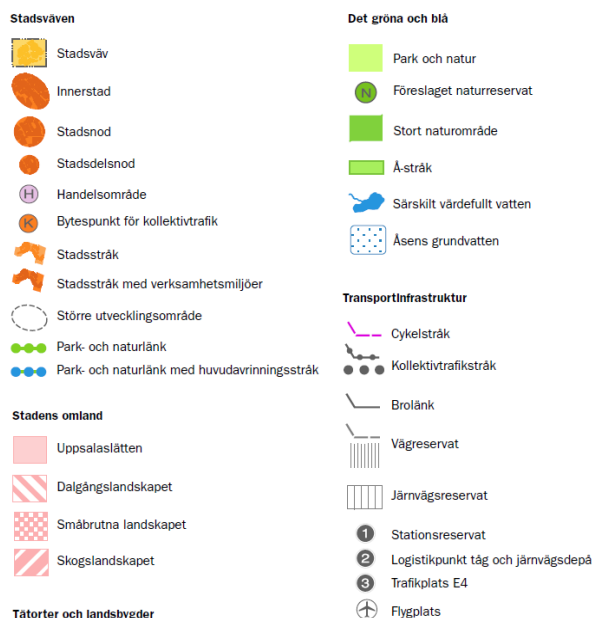 Stadsväven
Stadsväv
Innerstad
Stadsnod
Stadsdelsnod
H Handelsområde
K Bytespunkt för kollektivtrafik
Stadsstråk
Stadsstråk med verksamhetsmiljöer
Större utvecklingsområde
Park- och naturlänk
Park- och naturlänk med huvudavrinningsstråk
Stadens omland
Uppsalaslätten
Dalgångslandskapet
Småbrutna landskapet
Skogslandskapet
Tätorter och landsbygder
Det gröna och blå
Park och natur
N Föreslaget naturreservat
Stort naturområde
Å-stråk
Särskilt värdefullt vatten
Åsens grundvatten
Transportinfrastruktur
Cykelstråk
Kollektivtrafikstråk
Brolänk
Vägreservat
Järnvägsreservat
1 Stationsreservat
2 Logistikpunkt tåg och järnvägsdepå
3 Trafikplats E4
Flygplats